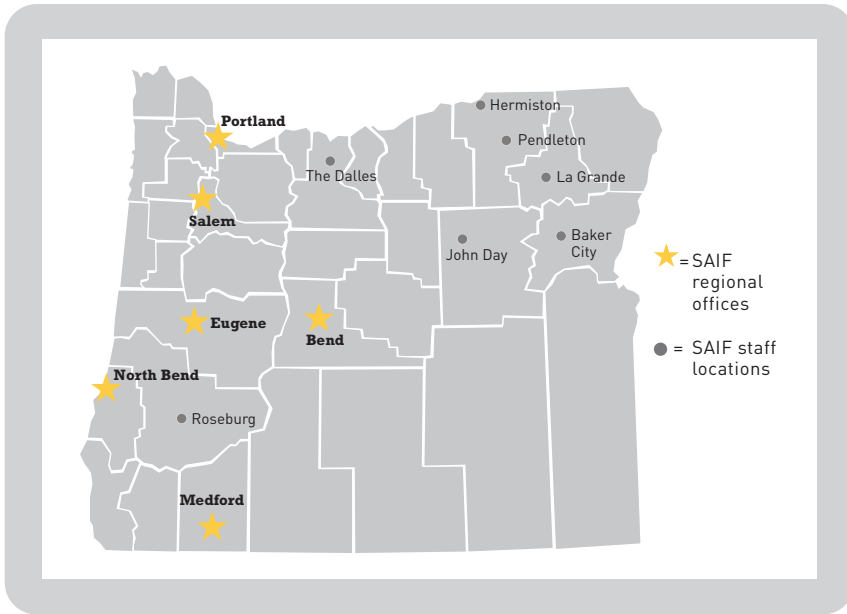 Hermiston
Portland
Pendleton
The Dalles
La Grande
Salem
Baker
City
John Day
= SAIF
regional
offices
Eugene
Bend
= SAIF staff
locations
North Bend
Roseburg
Medford